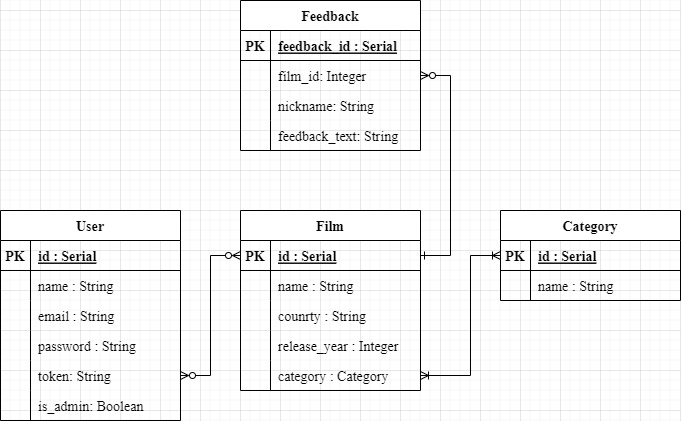 Feedback
PK feedback_id : Serial
film_id: Integer
nickname: String
feedback_text: String
User
PK id : Serial
name : String
email : String
password : String
token: String
is_admin: Boolean
Film
PK id : Serial
name : String
counrty : String
release_year : Integer
category : Category
Category
PK id : Serial
name : String